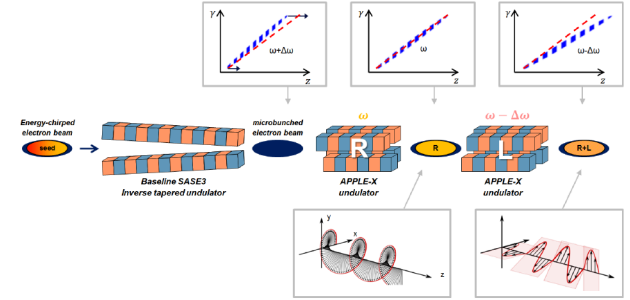 γ
ω+Δω
z
γ
ω
z
γ
ω-Δω
z
Energy-chirped
electron beam
seed
Baseline SASE3
Inverse tapered undulator
microbunched
electron beam
ω
R
APPLE-X
undulator
R
ω − Δω
L
APPLE-X
undulator
R+L
y
x
z